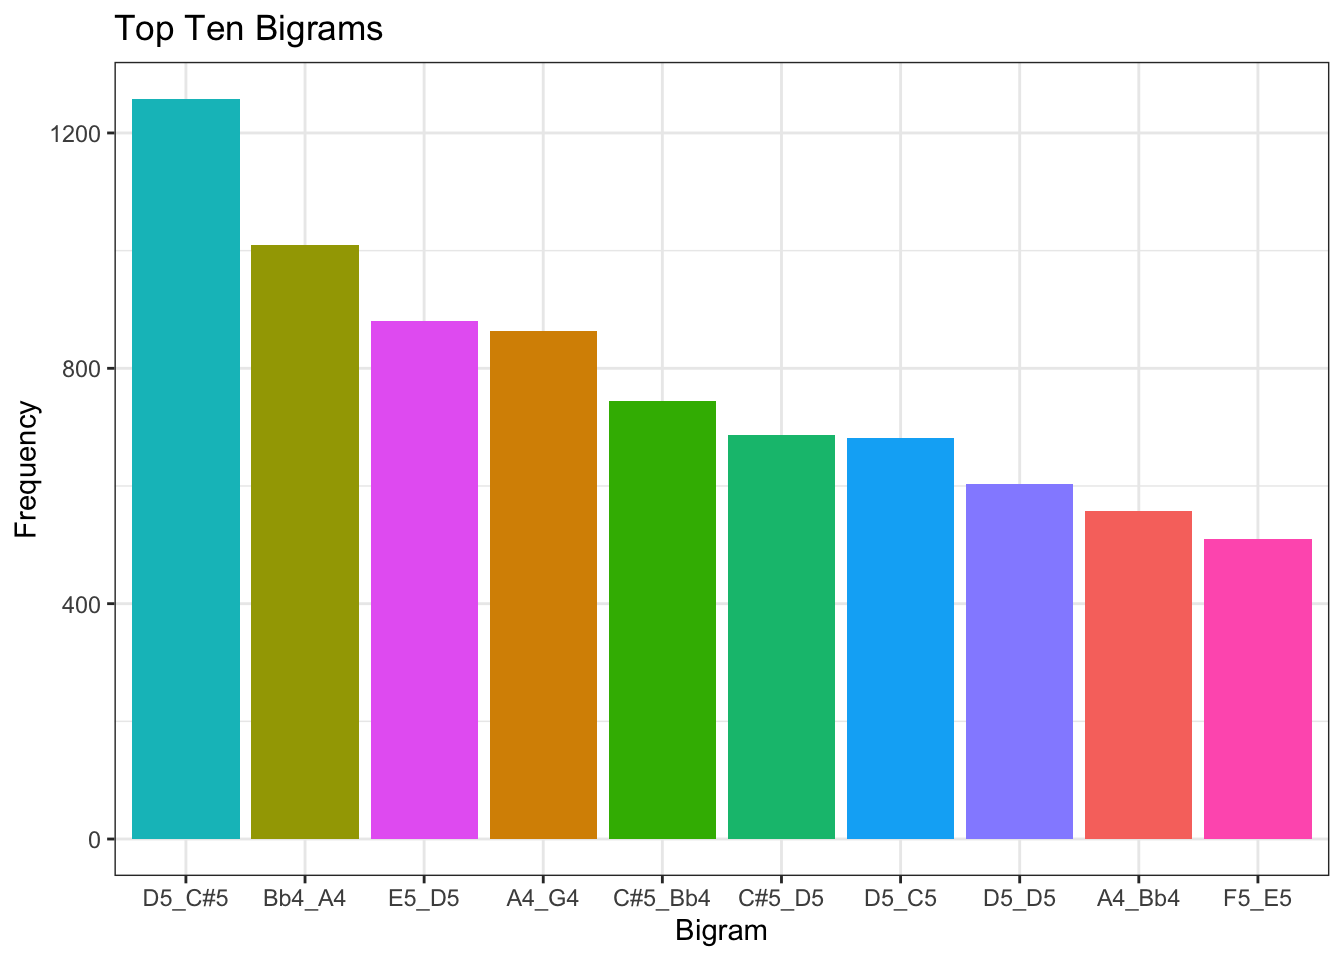 Top Ten Bigrams
Frequency
1200
800
400
0
D5_C#5 Bb4_A4 E5_D5 A4_G4 C#5_Bb4 C#5_D5 D5_C5 D5_D5 A4_Bb4 F5_E5
Bigram